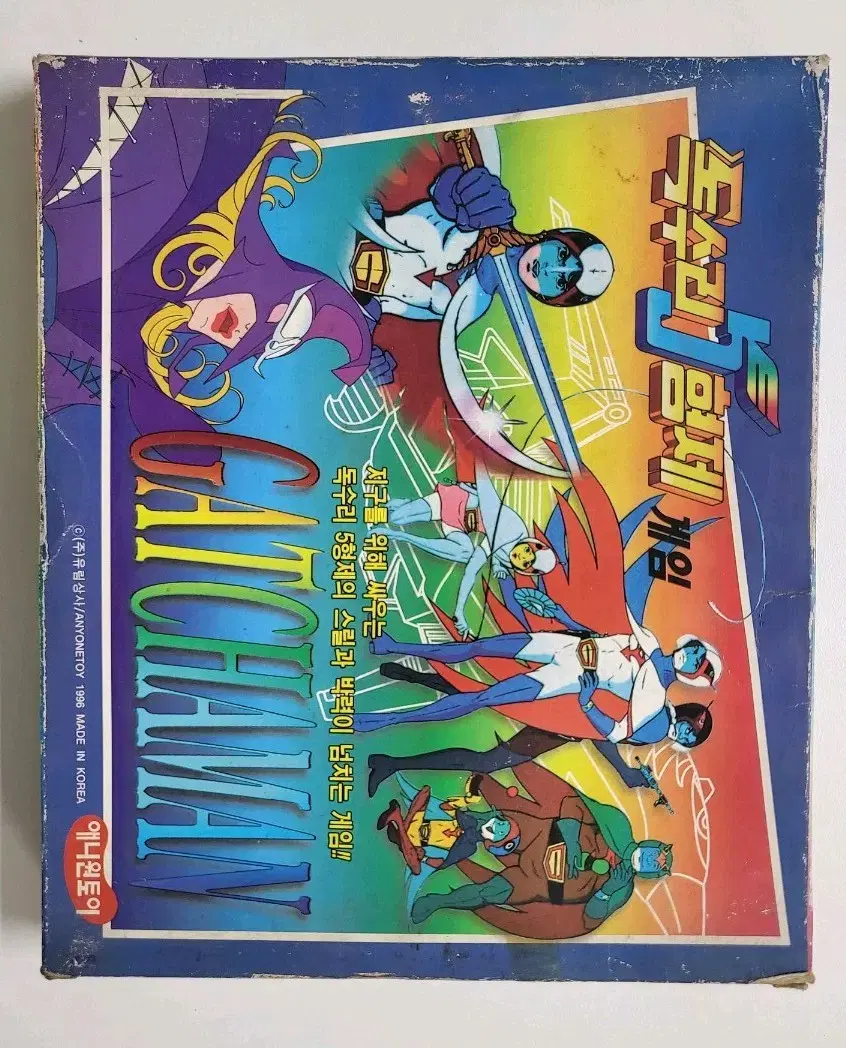 독수리 5형제 게임
지구를 위해 싸우는
독수리 5형제의 스릴과 박력이 넘치는 게임!!
GATCHAMAN
©(주)유림상사/ANYONETOY 1996 MADE IN KOREA
애니원토이